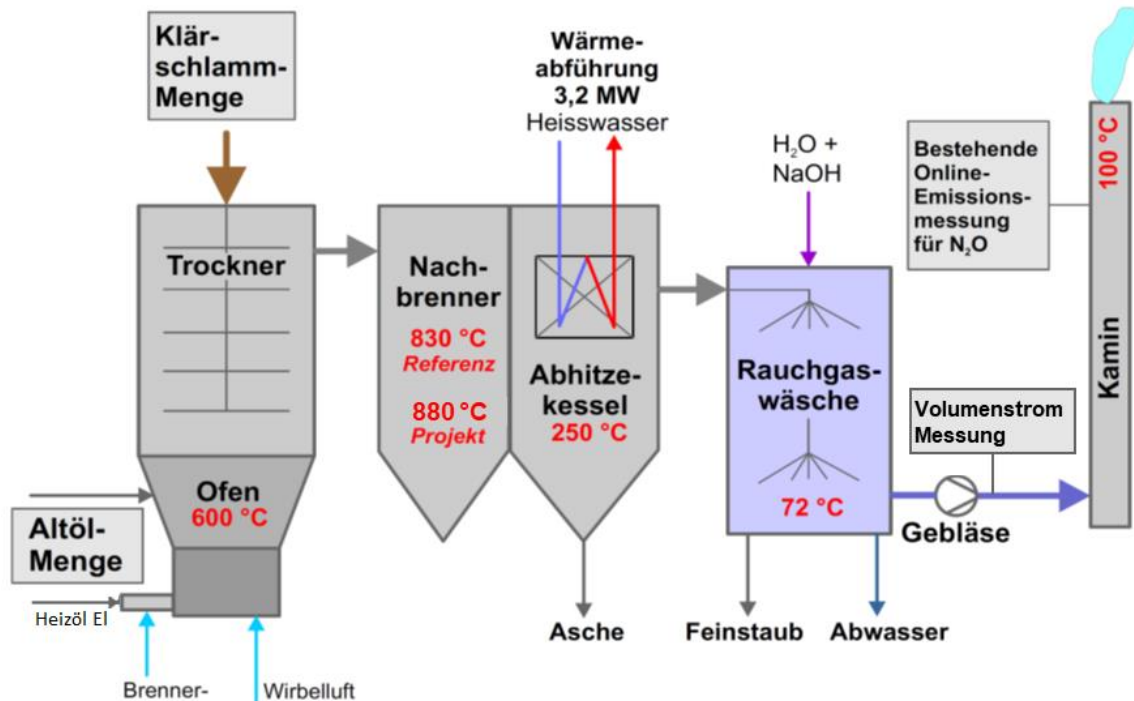 Klär-
schlamm-
Menge
Wärme-
abführung
3,2 MW
Heisswasser
H₂O +
NaOH
Bestehende
Online-
Emissions-
messung
für N₂O
100 °C
Kamin
Trockner
Nach-
brenner
830 °C
Referenz
880 °C
Projekt
Abhitze-
kessel
250 °C
Rauchgas-
wäsche
72 °C
Volumenstrom
Messung
Gebläse
Ofen
600 °C
Altöl-
Menge
Heizöl El
Asche
Feinstaub
Abwasser
Brenner-
Wirbelluft